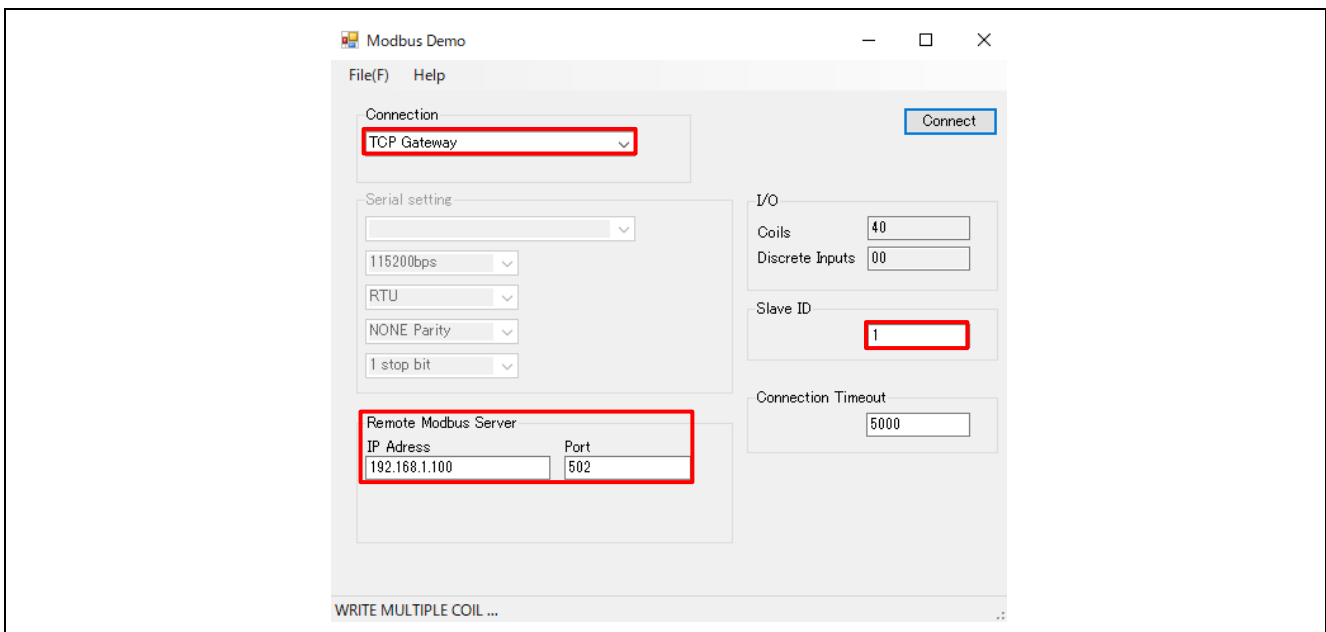 Modbus Demo
File(F) Help
Connection
TCP Gateway
Connect
Serial setting
115200bps
RTU
NONE Parity
1 stop bit
I/O
Coils 40
Discrete Inputs 00
Slave ID
1
Connection Timeout
5000
Remote Modbus Server
IP Adress Port
192.168.1.100 502
WRITE MULTIPLE COIL ...